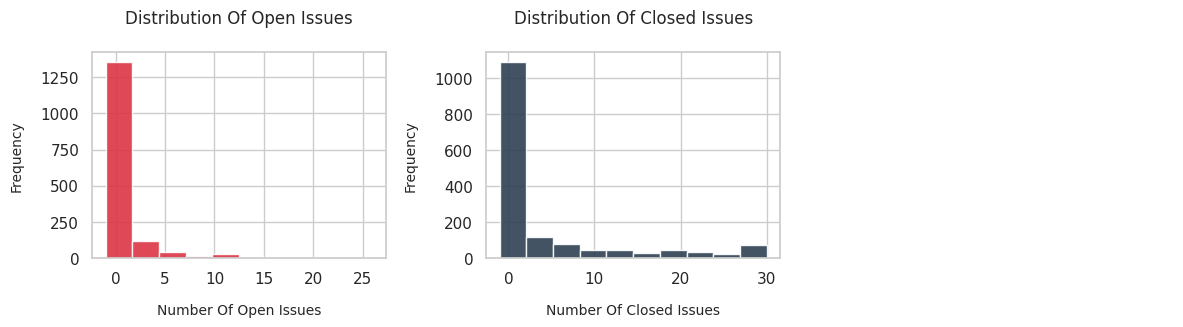 Distribution Of Open Issues
1250
1000
750
500
250
0
Frequency
0 5 10 15 20 25
Number Of Open Issues
Distribution Of Closed Issues
1000
800
600
400
200
0
Frequency
0 10 20 30
Number Of Closed Issues